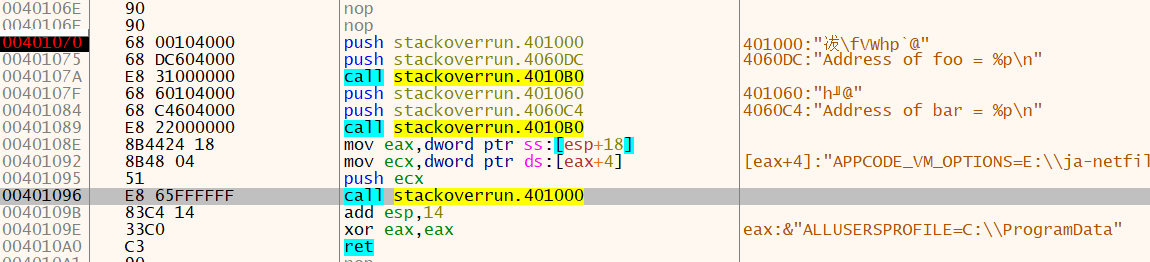 0040106E 90 nop
0040106F 90 nop
00401070 68 00104000 push stackoverrun.401000 401000:"栻\f\/Whp`@"
00401075 68 DC604000 push stackoverrun.4060DC 4060DC:"Address of foo = %p\n"
0040107A E8 31000000 call stackoverrun.4010B0
0040107F 68 60104000 push stackoverrun.401060 401060:"h╜@"
00401084 68 C4604000 push stackoverrun.4060C4 4060C4:"Address of bar = %p\n"
00401089 E8 22000000 call stackoverrun.4010B0
0040108E 8B4424 18 mov eax,dword ptr ss:[esp+18]
00401092 8B48 04 mov ecx,dword ptr ds:[eax+4] [eax+4]:"APPCODE_VM_OPTIONS=E:\\ja-netfil
00401095 51 push ecx
00401096 E8 65FFFFFF call stackoverrun.401000
0040109B 83C4 14 add esp,14
0040109E 33C0 xor eax,eax eax:&"ALLUSERSPROFILE=C:\\ProgramData"
004010A0 C3 ret
004010A1 90 nop